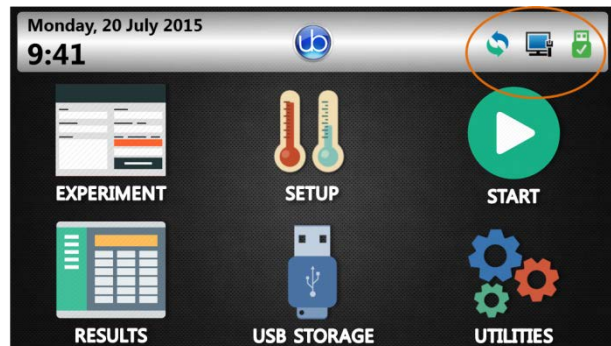 Monday, 20 July 2015
9:41
ub
EXPERIMENT
SETUP
START
RESULTS
USB STORAGE
UTILITIES